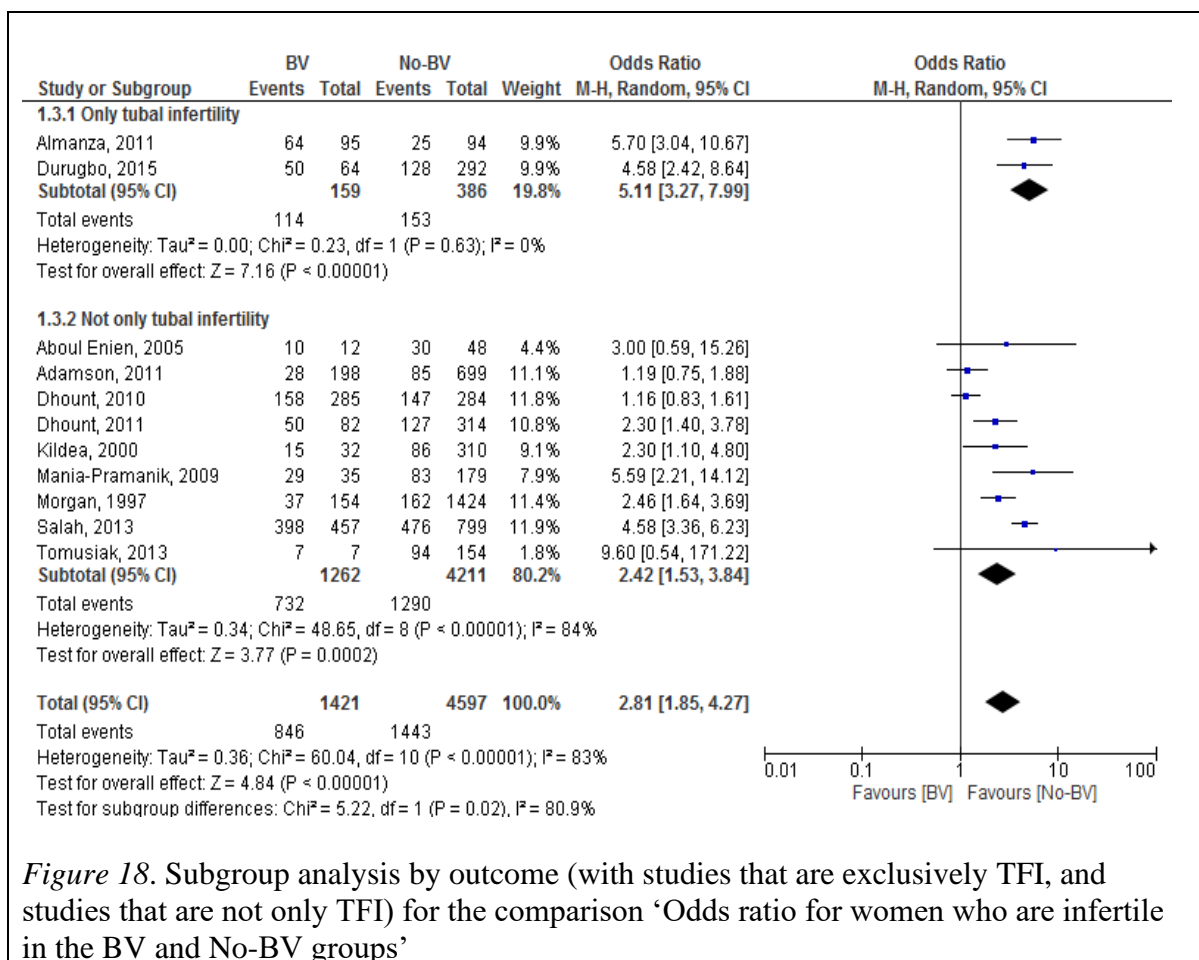 BV No-BV Odds Ratio Odds Ratio
Study or Subgroup Events Total Events Total Weight M-H, Random, 95% CI M-H, Random, 95% CI
1.3.1 Only tubal infertility
Almanza, 2011 64 95 25 94 9.9% 5.70 [3.04, 10.67]
Durugbo, 2015 50 64 128 292 9.9% 4.58 [2.42, 8.64]
Subtotal (95% CI) 159 386 19.8% 5.11 [3.27, 7.99]
Total events 114 153
Heterogeneity: Tau² = 0.00; Chi² = 0.23, df = 1 (P = 0.63); I² = 0%
Test for overall effect: Z = 7.16 (P < 0.00001)
1.3.2 Not only tubal infertility
Aboul Enien, 2005 10 12 30 48 4.4% 3.00 [0.59, 15.26]
Adamson, 2011 28 198 85 699 11.1% 1.19 [0.75, 1.88]
Dhount, 2010 158 285 147 284 11.8% 1.16 [0.83, 1.61]
Dhount, 2011 50 82 127 314 10.8% 2.30 [1.40, 3.78]
Kildea, 2000 15 32 86 310 9.1% 2.30 [1.10, 4.80]
Mania-Pramanik, 2009 29 35 83 179 7.9% 5.59 [2.21, 14.12]
Morgan, 1997 37 154 162 1424 11.4% 2.46 [1.64, 3.69]
Salah, 2013 398 457 476 799 11.9% 4.58 [3.36, 6.23]
Tomusiak, 2013 7 7 94 154 1.8% 9.60 [0.54, 171.22]
Subtotal (95% CI) 1262 4211 80.2% 2.42 [1.53, 3.84]
Total events 732 1290
Heterogeneity: Tau² = 0.34; Chi² = 48.65, df = 8 (P < 0.00001); I² = 84%
Test for overall effect: Z = 3.77 (P = 0.0002)
Total (95% CI) 1421 4597 100.0% 2.81 [1.85, 4.27]
Total events 846 1443
Heterogeneity: Tau² = 0.36; Chi² = 60.04, df = 10 (P < 0.00001); I² = 83%
Test for overall effect: Z = 4.84 (P < 0.00001)
Test for subgroup differences: Chi² = 5.22, df = 1 (P = 0.02), I² = 80.9%
0.01 0.1 1 10 100
Favours [BV] Favours [No-BV]
Figure 18. Subgroup analysis by outcome (with studies that are exclusively TFI, and
studies that are not only TFI) for the comparison ‘Odds ratio for women who are infertile
in the BV and No-BV groups’